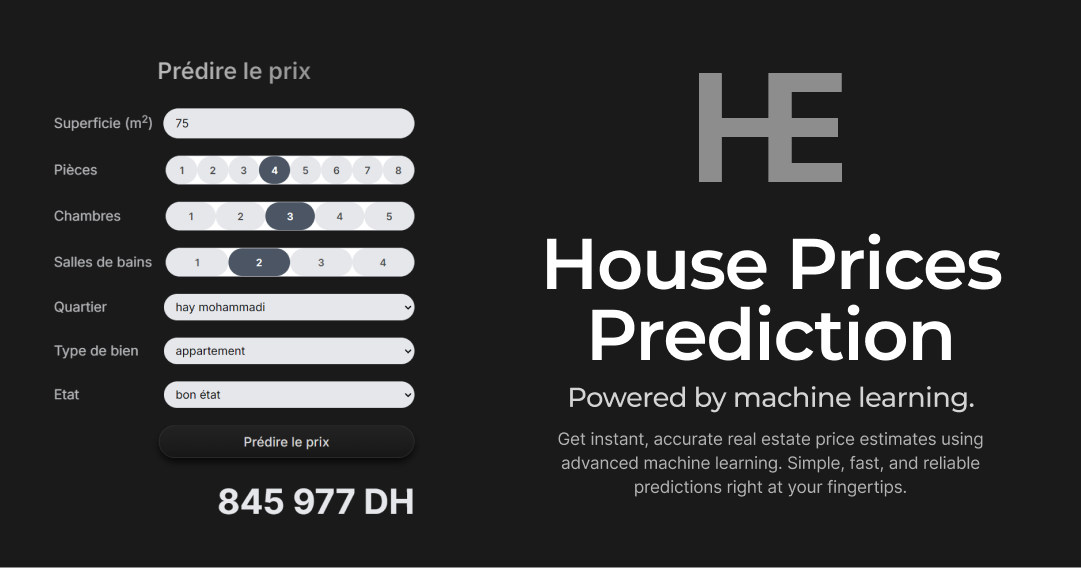 Prédire le prix
Superficie (m²) 75
Pièces 1 2 3 4 5 6 7 8
Chambres 1 2 3 4 5
Salles de bains 1 2 3 4
Quartier hay mohammadi
Type de bien appartement
Etat bon état
Prédire le prix
845 977 DH
HE
House Prices
Prediction
Powered by machine learning.
Get instant, accurate real estate price estimates using
advanced machine learning. Simple, fast, and reliable
predictions right at your fingertips.